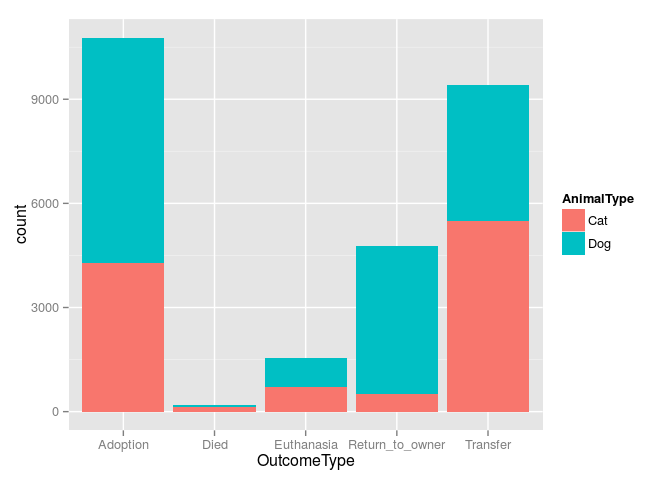 9000
6000
3000
0
count
Adoption Died Euthanasia Return_to_owner Transfer
OutcomeType
AnimalType
Cat
Dog